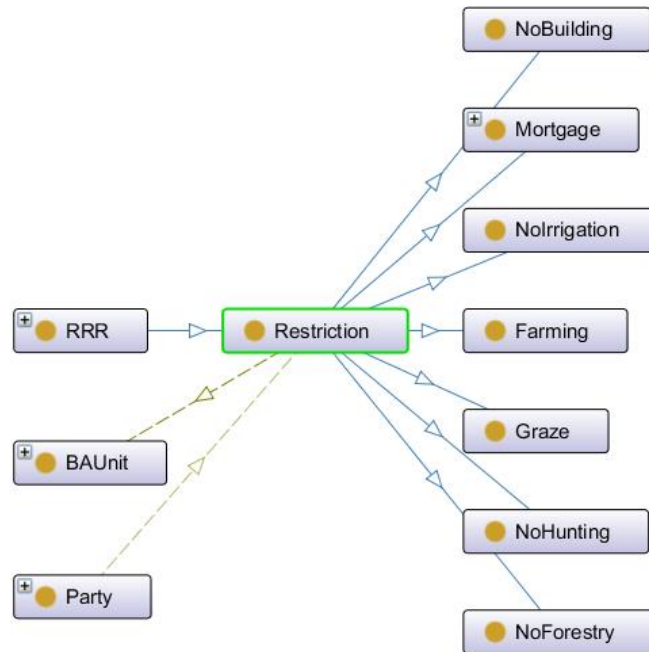 NoBuilding
Mortgage
NoIrrigation
RRR
Restriction
Farming
Graze
BAUnit
NoHunting
Party
NoForestry